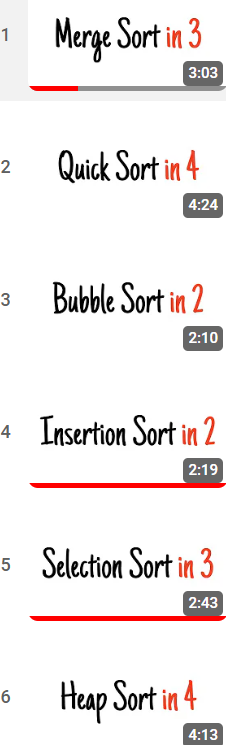 1
Merge Sort in 3
3:03
2
Quick Sort in 4
4:24
3
Bubble Sort in 2
2:10
4
Insertion Sort in 2
2:19
5
Selection Sort in 3
2:43
6
Heap Sort in 4
4:13